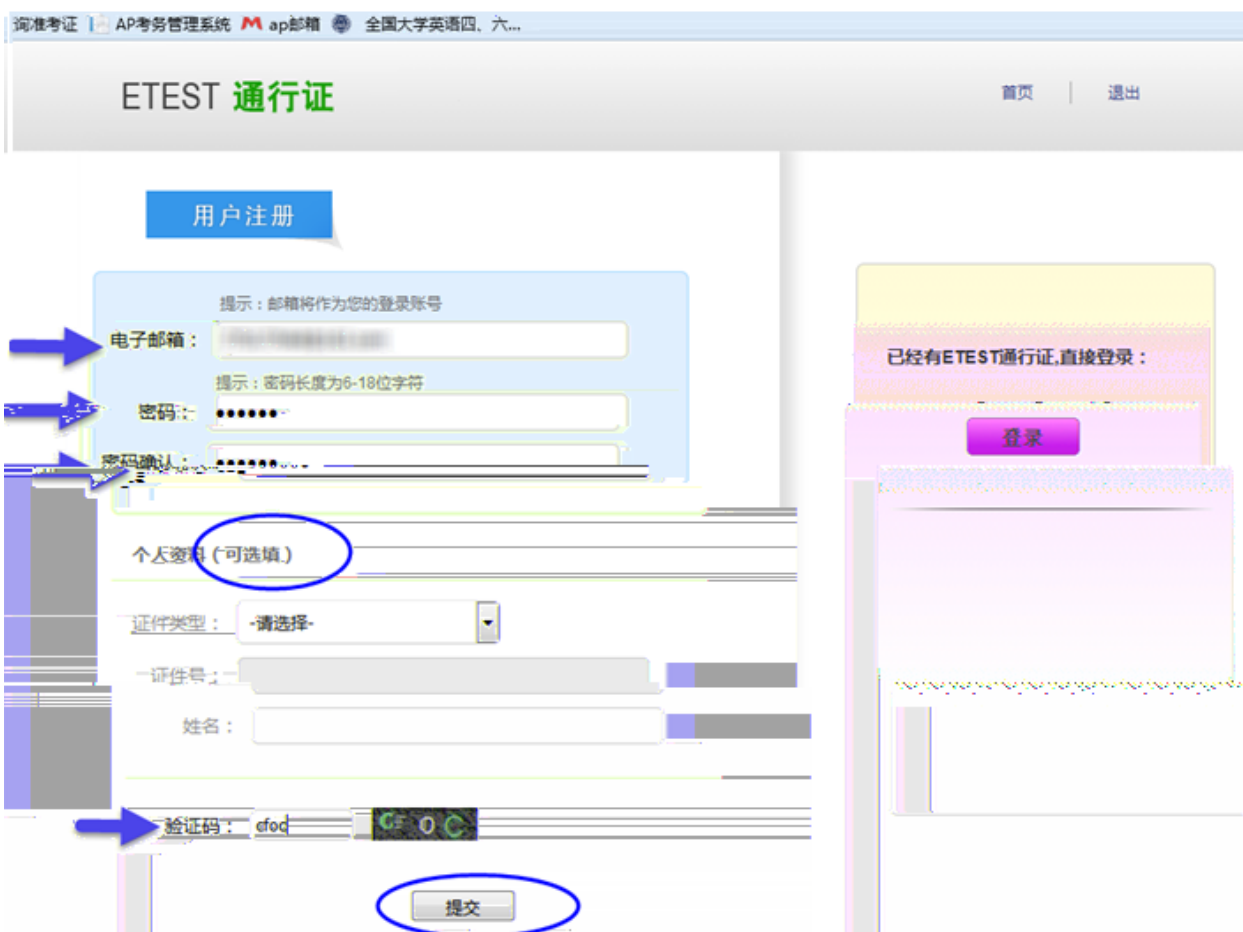 询准考证 AP考务管理系统 ap邮箱 全国大学英语四、六...
ETEST 通行证
首页 | 退出
用户注册
提示：邮箱将作为您的登录账号
电子邮箱：
提示：密码长度为6-18位字符
密码：
密码确认：
已经有ETEST通行证,直接登录：
登录
个人资料 (可选填.)
证件类型： -请选择-
证件号：
姓名：
验证码：
提交